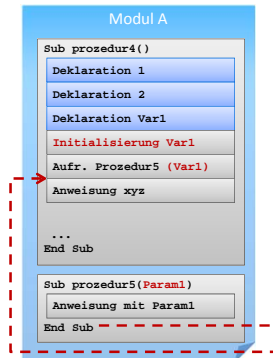 Modul A
Sub prozedur4()
Deklaration 1
Deklaration 2
Deklaration Var1
Initialisierung Var1
Aufr. Prozedur5 (Var1)
Anweisung xyz
...
End Sub
Sub prozedur5(Param1)
Anweisung mit Param1
End Sub